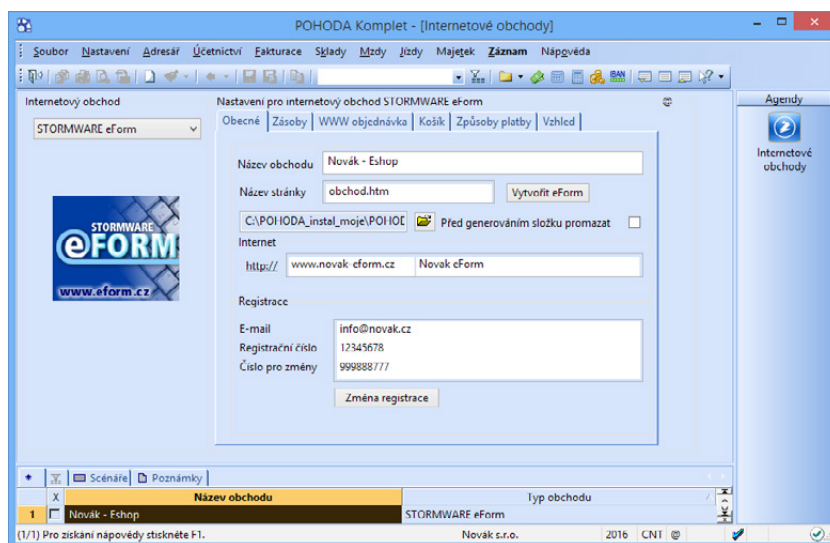 POHODA Komplet - [Internetové obchody]
Soubor Nastavení Adresář Účetnictví Fakturace Sklady Mzdy Jízdy Majetek Záznam Nápověda
IBAN
Internetový obchod
Nastavení pro internetový obchod STORMWARE eForm
@
Agendy
STORMWARE eForm
Obecné Zásoby WWW objednávka Košík Způsoby platby Vzhled
Internetové
obchody
Název obchodu Novák - Eshop
Název stránky obchod.htm Vytvořit eForm
C:\POHODA_instal_moje\POHOD Před generováním složku promazat
STORMWARE
eFORM
www.eform.cz
Internet
http:// www.novak-eform.cz Novak eForm
Registrace
E-mail info@novak.cz
Registrační číslo 12345678
Číslo pro změny 999888777
Změna registrace
* Scénáře Poznámky
X Název obchodu Typ obchodu /
1 Novák - Eshop STORMWARE eForm
(1/1) Pro získání nápovědy stiskněte F1. Novák s.r.o. 2016 CNT @